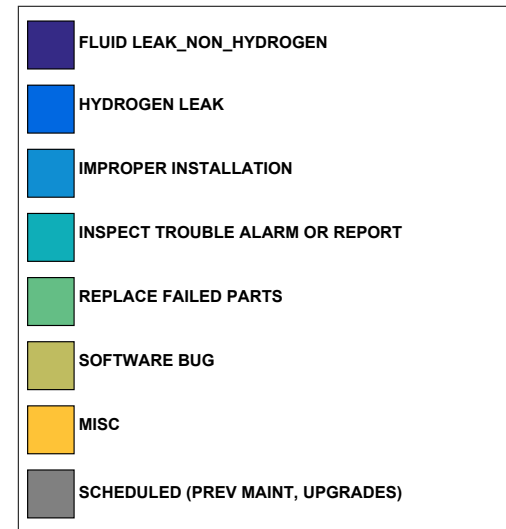 FLUID LEAK_NON_HYDROGEN
HYDROGEN LEAK
IMPROPER INSTALLATION
INSPECT TROUBLE ALARM OR REPORT
REPLACE FAILED PARTS
SOFTWARE BUG
MISC
SCHEDULED (PREV MAINT, UPGRADES)